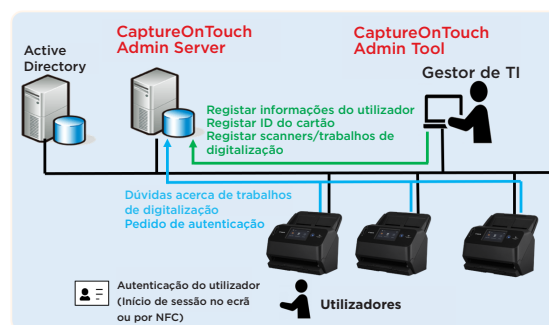 Active
Directory
CaptureOnTouch
Admin Server
CaptureOnTouch
Admin Tool
Gestor de TI
Registar informações do utilizador
Registar ID do cartão
Registar scanners/trabalhos de
digitalização
Dúvidas acerca de trabalhos
de digitalização
Pedido de autenticação
Autenticação do utilizador
(Início de sessão no ecrã
ou por NFC)
Utilizadores